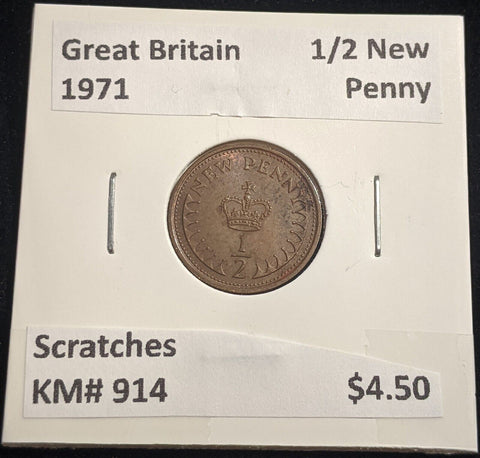 Great Britain 1/2 New
1971 Penny
NEW PENNY
1
2
Scratches
KM# 914 $4.50